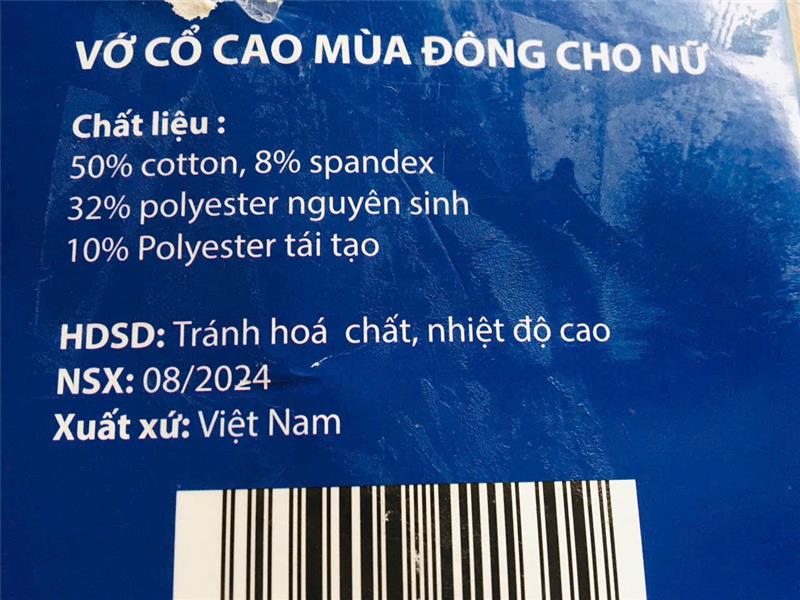 VỚ CỔ CAO MÙA ĐÔNG CHO NỮ
Chất liệu :
50% cotton, 8% spandex
32% polyester nguyên sinh
10% Polyester tái tạo
HDSD: Tránh hoá chất, nhiệt độ cao
NSX: 08/2024
Xuất xứ: Việt Nam